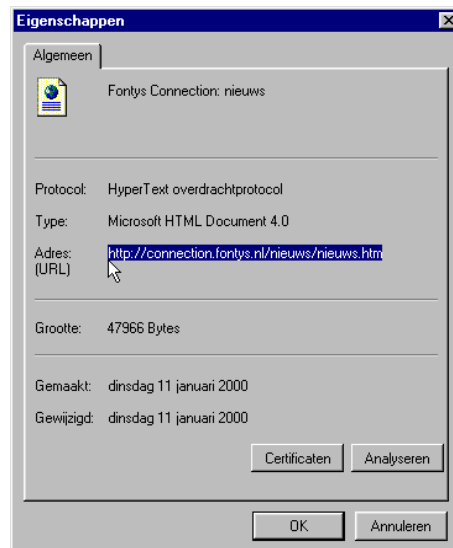 Eigenschappen
Algemeen
Fontys Connection: nieuws
Protocol: HyperText overdrachtprotocol
Type: Microsoft HTML Document 4.0
Adres: http://connection.fontys.nl/nieuws/nieuws.htm
(URL)
Grootte: 47966 Bytes
Gemaakt: dinsdag 11 januari 2000
Gewijzigd: dinsdag 11 januari 2000
Certificaten Analyseren
OK Annuleren